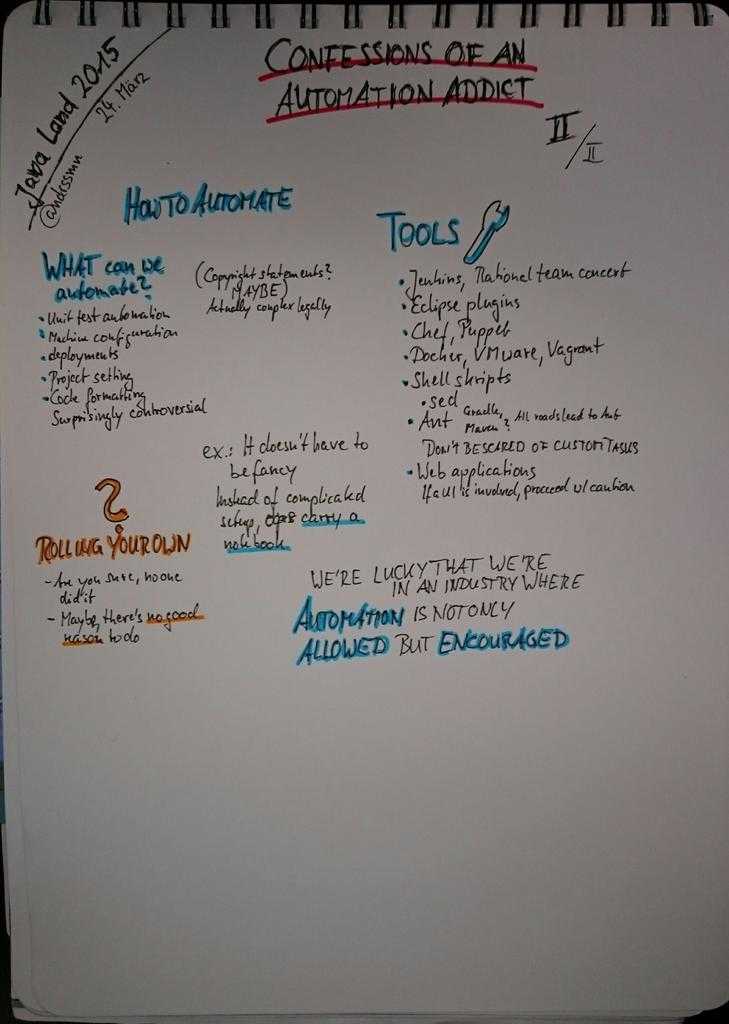 Java Land 2015
24. März
@ndrssmn
CONFESSIONS OF AN
AUTOMATION ADDICT
II/II
HOW TO AUTOMATE
WHAT can we
automate?
• Unit test automation
• Machine configuration
• deployments
• Project setting
• Code formatting
Surprisingly controversial
(Copyright statements?
MAYBE)
Actually complex legally
ex.: It doesn't have to
be fancy
Instead of complicated
setup, carry a
notebook
?
ROLLING YOUR OWN
- Are you sure, no one
did it
- Maybe, there's no good
reason to do
TOOLS
• Jenkins, Rational team concert
• Eclipse plugins
• Chef, Puppet
• Docker, VMware, Vagrant
• Shell skripts
• sed
• Ant Gradle, Maven? All roads lead to Ant
DON'T BE SCARED OF CUSTOM TASKS
• Web applications
If a UI is involved, proceed w/ caution
WE'RE LUCKY THAT WE'RE
IN AN INDUSTRY WHERE
AUTOMATION IS NOT ONLY
ALLOWED BUT ENCOURAGED